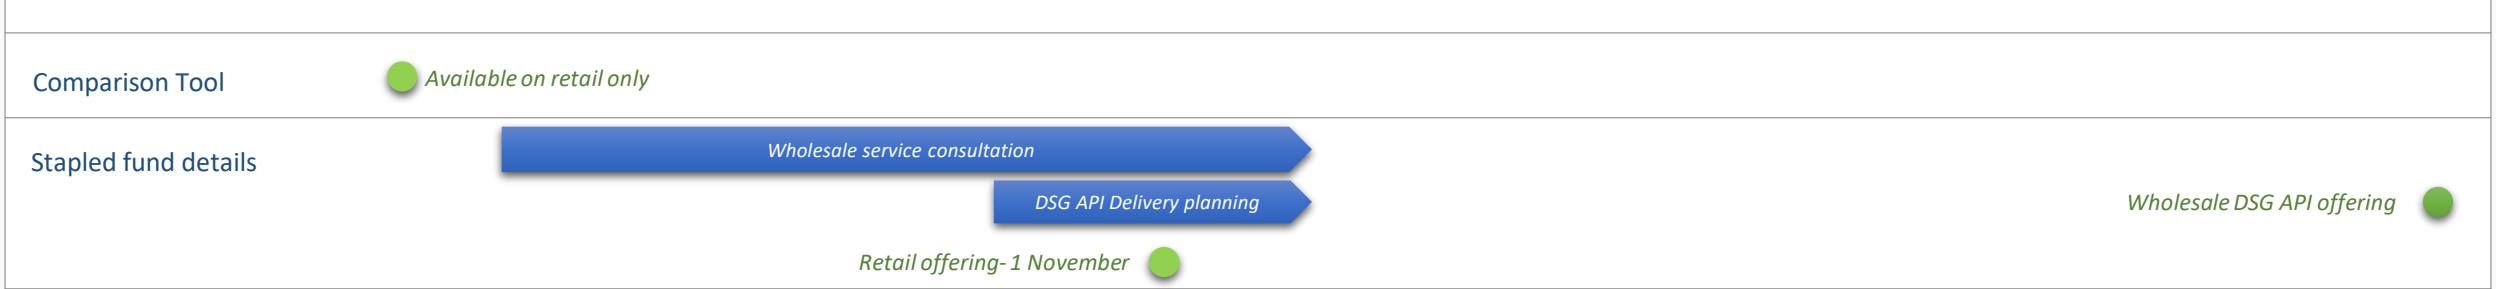 Comparison Tool
Available on retail only
Stapled fund details
Wholesale service consultation
DSG API Delivery planning
Wholesale DSG API offering
Retail offering- 1 November